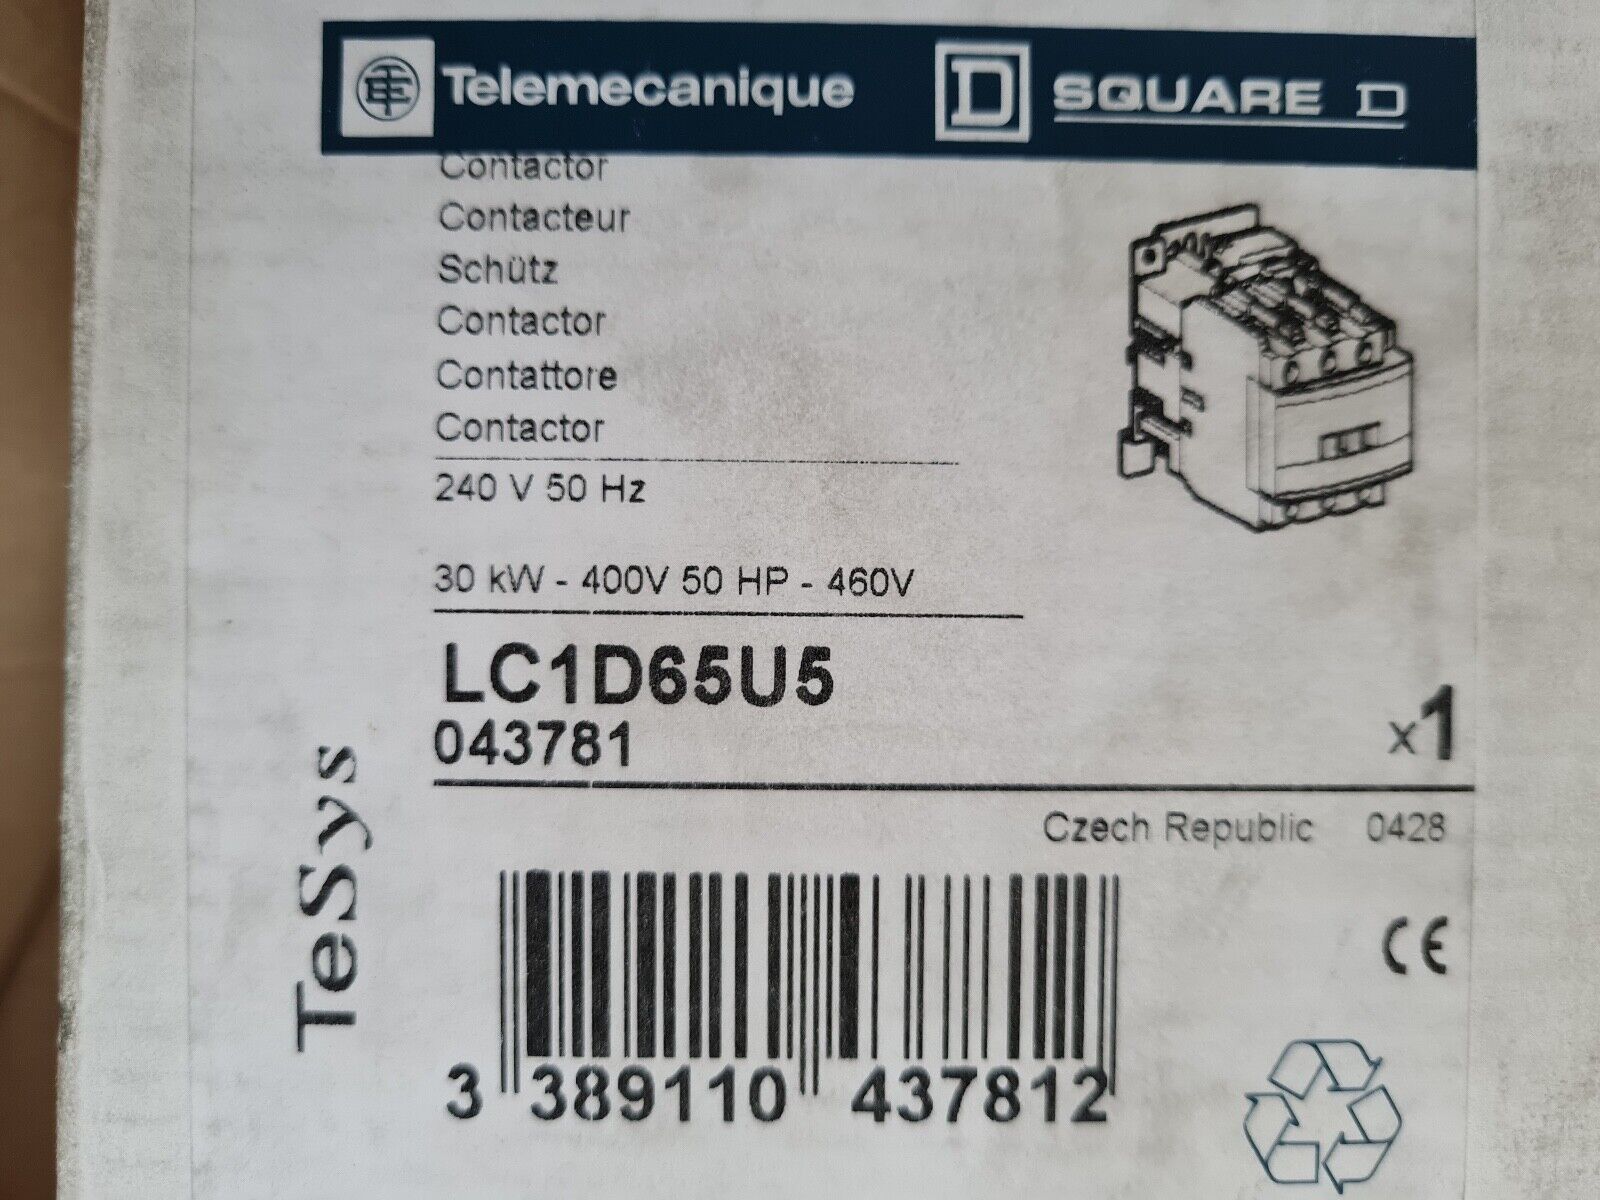 Telemecanique SQUARE D
Contactor
Contacteur
Schütz
Contactor
Contattore
Contactor
240 V 50 Hz
30 kW - 400V 50 HP - 460V
LC1D65U5
043781
x1
TeSys
Czech Republic 0428
CE
3 389110 437812